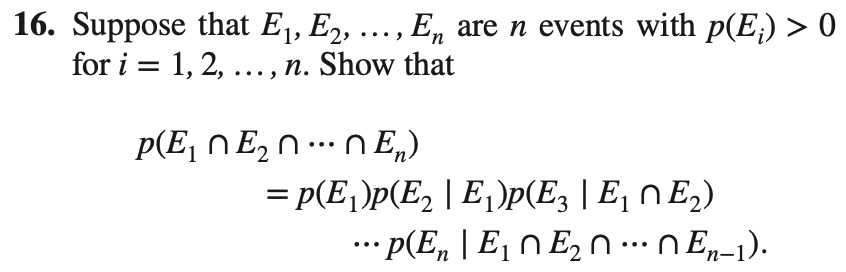 16. Suppose that E₁, E₂, …, Eₙ are n events with p(Eᵢ) > 0
for i = 1, 2, …, n. Show that
p(E₁ ∩ E₂ ∩ ⋯ ∩ Eₙ)
= p(E₁)p(E₂ | E₁)p(E₃ | E₁ ∩ E₂)
⋯ p(Eₙ | E₁ ∩ E₂ ∩ ⋯ ∩ Eₙ₋₁).